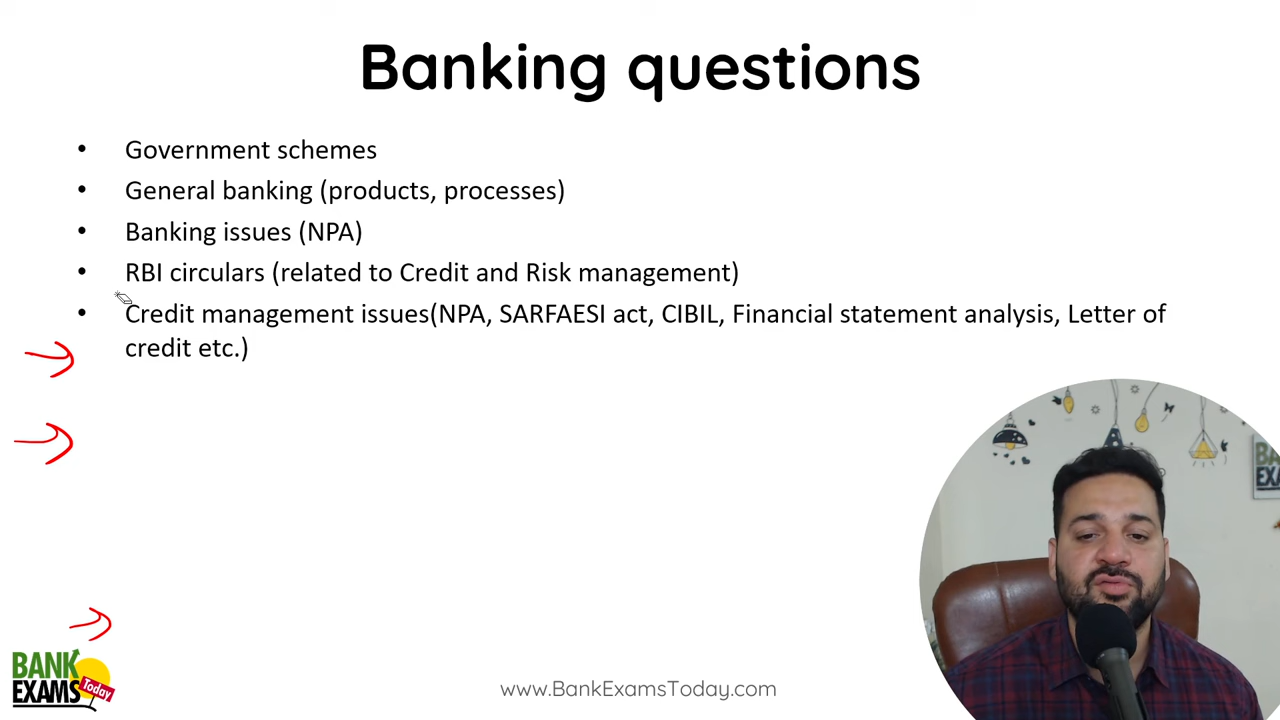 Banking questions
• Government schemes
• General banking (products, processes)
• Banking issues (NPA)
• RBI circulars (related to Credit and Risk management)
• Credit management issues(NPA, SARFAESI act, CIBIL, Financial statement analysis, Letter of
credit etc.)
BANK
EXAMS
Today
www.BankExamsToday.com